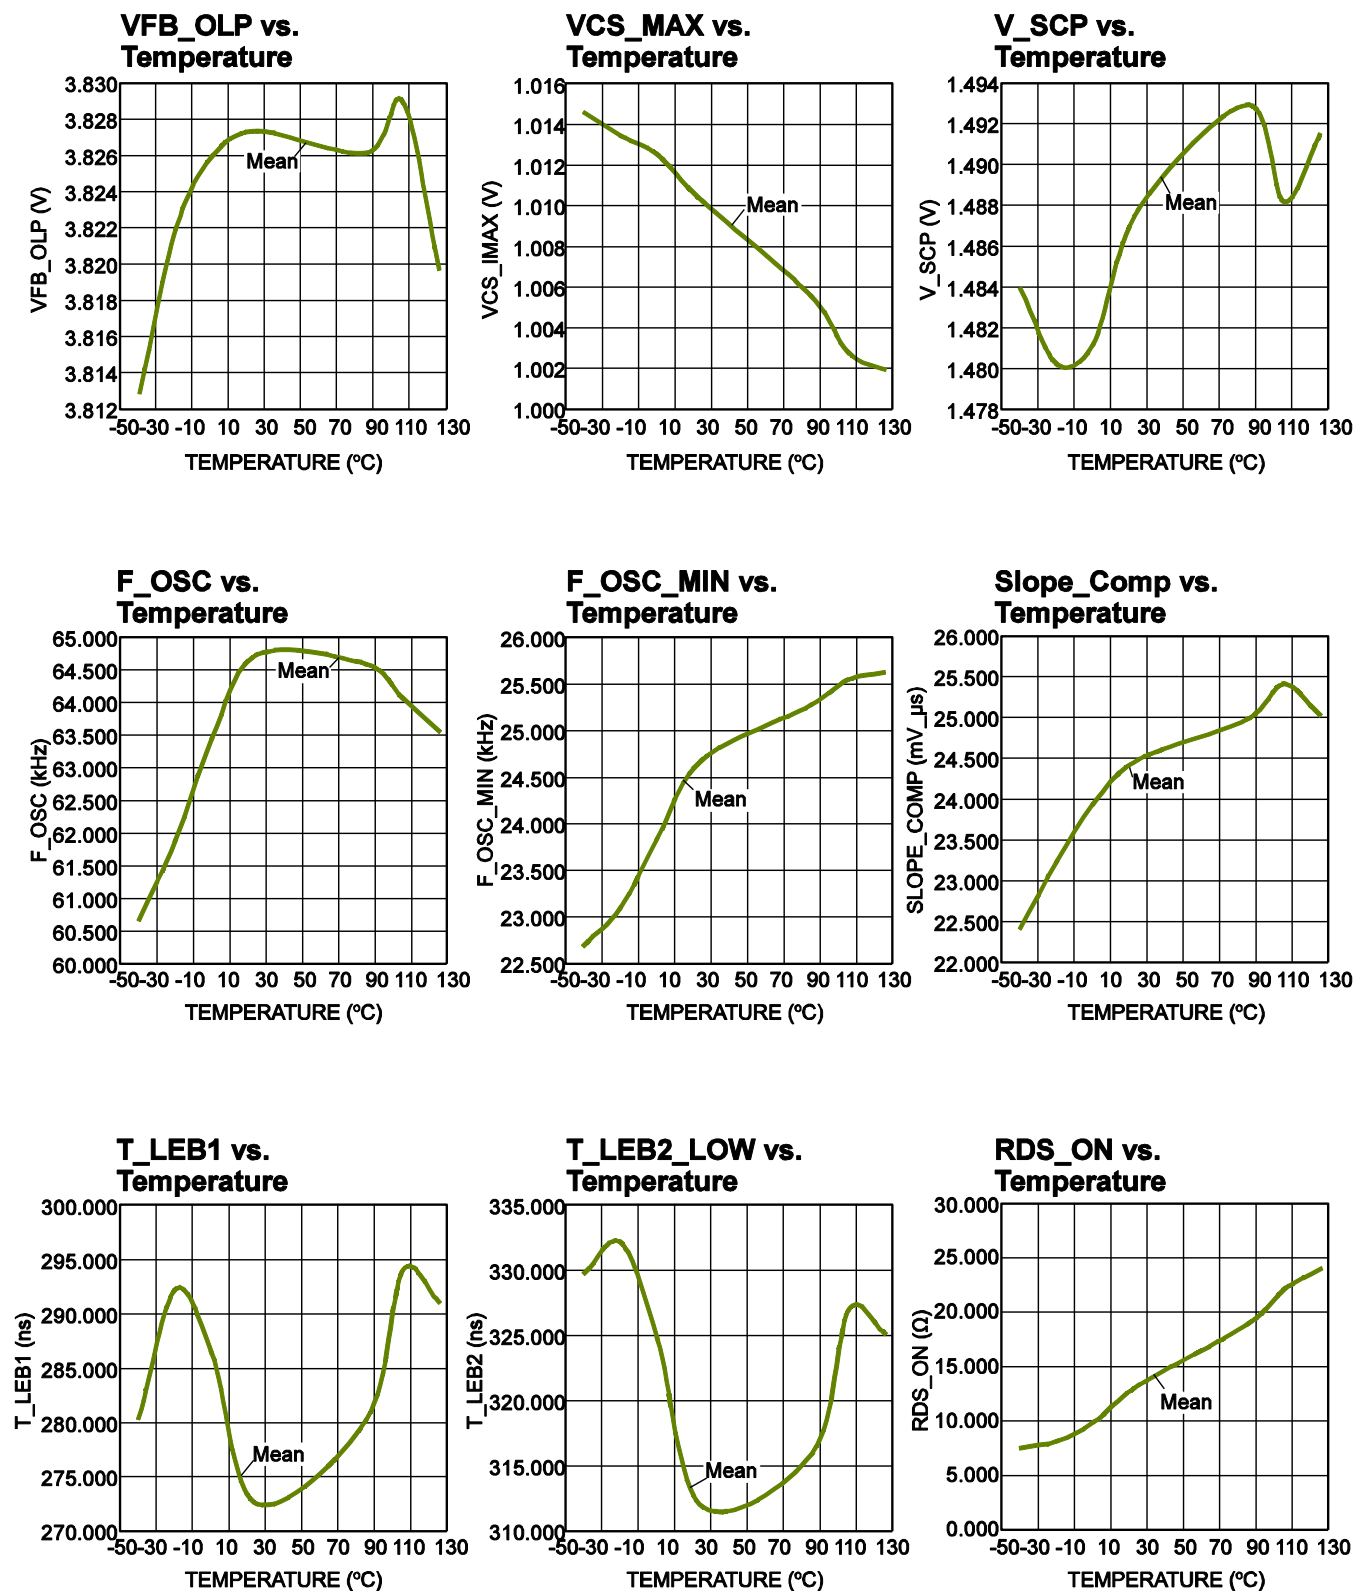 VFB_OLP vs.
Temperature
3.830
3.828
3.826
3.824
3.822
3.820
3.818
3.816
3.814
3.812
VFB_OLP (V)
Mean
-50-30 -10 10 30 50 70 90 110 130
TEMPERATURE (ºC)
VCS_MAX vs.
Temperature
1.016
1.014
1.012
1.010
1.008
1.006
1.004
1.002
1.000
VCS_IMAX (V)
Mean
-50-30 -10 10 30 50 70 90 110 130
TEMPERATURE (ºC)
V_SCP vs.
Temperature
1.494
1.492
1.490
1.488
1.486
1.484
1.482
1.480
1.478
V_SCP (V)
Mean
-50-30 -10 10 30 50 70 90 110 130
TEMPERATURE (ºC)
F_OSC vs.
Temperature
65.000
64.500
64.000
63.500
63.000
62.500
62.000
61.500
61.000
60.500
60.000
F_OSC (kHz)
Mean
-50-30 -10 10 30 50 70 90 110 130
TEMPERATURE (ºC)
F_OSC_MIN vs.
Temperature
26.000
25.500
25.000
24.500
24.000
23.500
23.000
22.500
F_OSC_MIN (kHz)
Mean
-50-30 -10 10 30 50 70 90 110 130
TEMPERATURE (ºC)
Slope_Comp vs.
Temperature
26.000
25.500
25.000
24.500
24.000
23.500
23.000
22.500
22.000
SLOPE_COMP (mV_µs)
Mean
-50-30 -10 10 30 50 70 90 110 130
TEMPERATURE (ºC)
T_LEB1 vs.
Temperature
300.000
295.000
290.000
285.000
280.000
275.000
270.000
T_LEB1 (ns)
Mean
-50-30 -10 10 30 50 70 90 110 130
TEMPERATURE (ºC)
T_LEB2_LOW vs.
Temperature
335.000
330.000
325.000
320.000
315.000
310.000
T_LEB2 (ns)
Mean
-50-30 -10 10 30 50 70 90 110 130
TEMPERATURE (ºC)
RDS_ON vs.
Temperature
30.000
25.000
20.000
15.000
10.000
5.000
0.000
RDS_ON (Ω)
Mean
-50-30 -10 10 30 50 70 90 110 130
TEMPERATURE (ºC)